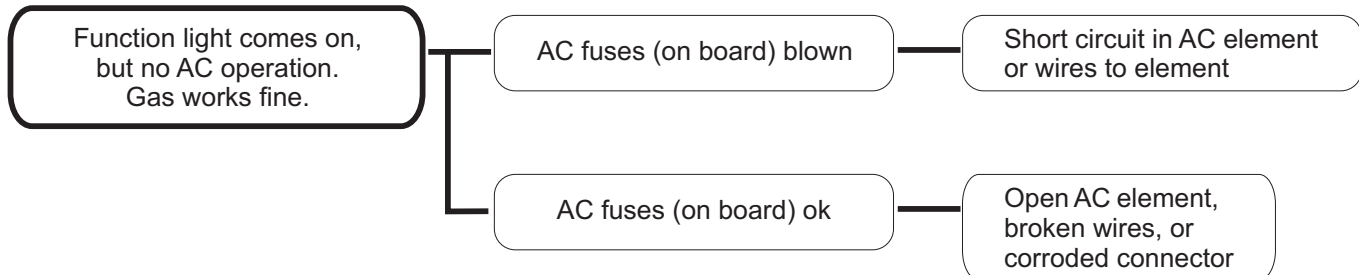 Function light comes on,
but no AC operation.
Gas works fine.
AC fuses (on board) blown
Short circuit in AC element
or wires to element
AC fuses (on board) ok
Open AC element,
broken wires, or
corroded connector